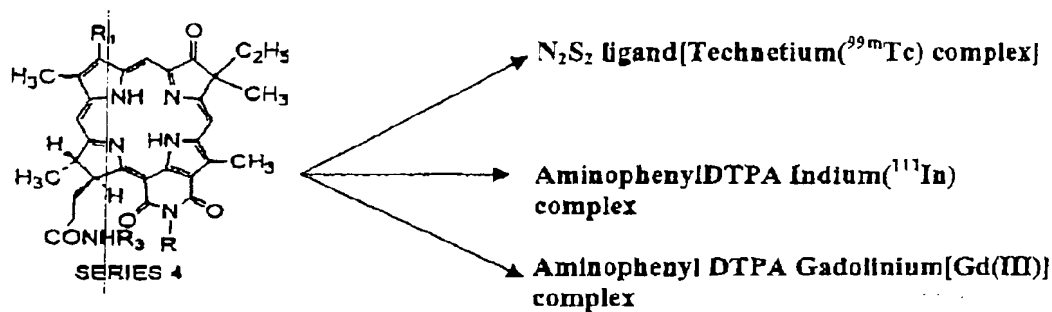 R₁
O
C₂H₅
H₃C
NH
N
CH₃
H
N
HN
H₃C
CH₃
H
O
N
O
CONHR₃
R
SERIES 4
N₂S₂ ligand[Technetium(⁹⁹ᵐTc) complex]
AminophenylDTPA Indium(¹¹¹In)
complex
Aminophenyl DTPA Gadolinium[Gd(III)]
complex